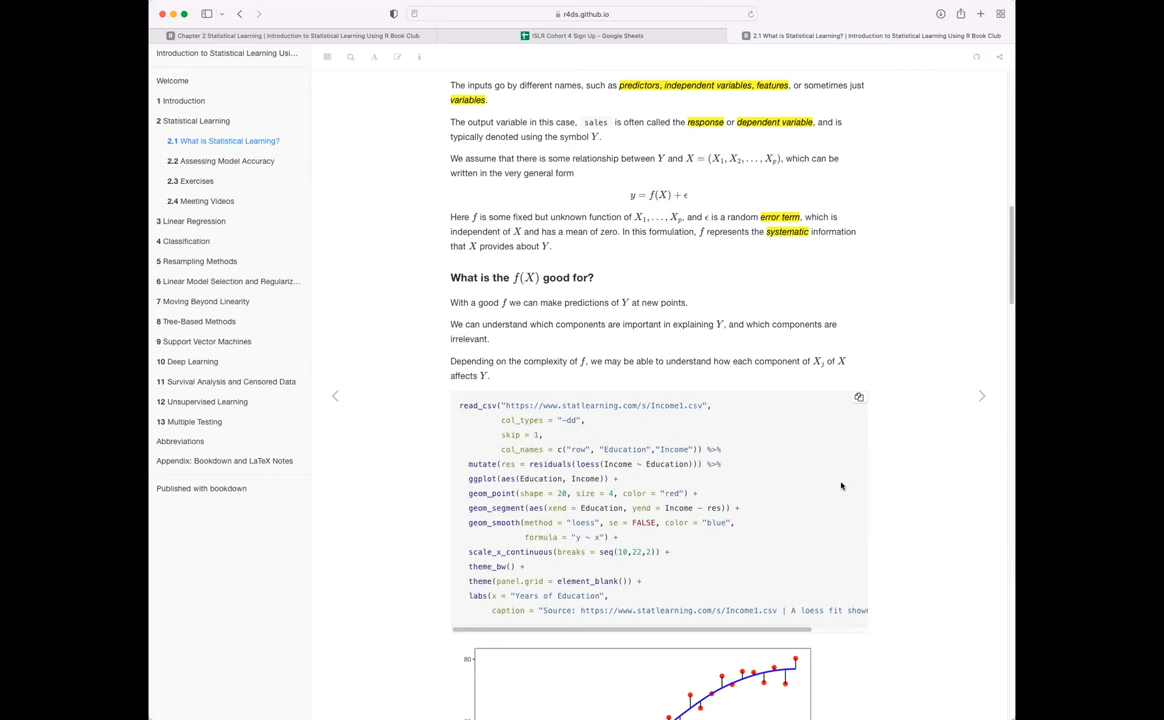 r4ds.github.io
Chapter 2 Statistical Learning | Introduction to Statistical Learning Using R Book Club
ISLR Cohort 4 Sign Up - Google Sheets
2.1 What is Statistical Learning? | Introduction to Statistical Learning Using R Book Club
Introduction to Statistical Learning Usi...
Welcome
1 Introduction
2 Statistical Learning
2.1 What is Statistical Learning?
2.2 Assessing Model Accuracy
2.3 Exercises
2.4 Meeting Videos
3 Linear Regression
4 Classification
5 Resampling Methods
6 Linear Model Selection and Regulariz...
7 Moving Beyond Linearity
8 Tree-Based Methods
9 Support Vector Machines
10 Deep Learning
11 Survival Analysis and Censored Data
12 Unsupervised Learning
13 Multiple Testing
Abbreviations
Appendix: Bookdown and LaTeX Notes
Published with bookdown
The inputs go by different names, such as predictors, independent variables, features, or sometimes just
variables.
The output variable in this case, sales is often called the response or dependent variable, and is
typically denoted using the symbol Y.
We assume that there is some relationship between Y and X = (X₁, X₂, . . . , Xₚ), which can be
written in the very general form
y = f(X) + ϵ
Here f is some fixed but unknown function of X₁, . . . , Xₚ, and ϵ is a random error term, which is
independent of X and has a mean of zero. In this formulation, f represents the systematic information
that X provides about Y.
What is the f(X) good for?
With a good f we can make predictions of Y at new points.
We can understand which components are important in explaining Y, and which components are
irrelevant.
Depending on the complexity of f, we may be able to understand how each component of Xⱼ of X
affects Y.
read_csv("https://www.statlearning.com/s/Income1.csv",
col_types = "-dd",
skip = 1,
col_names = c("row", "Education","Income")) %>%
mutate(res = residuals(loess(Income ~ Education))) %>%
ggplot(aes(Education, Income)) +
geom_point(shape = 20, size = 4, color = "red") +
geom_segment(aes(xend = Education, yend = Income - res)) +
geom_smooth(method = "loess", se = FALSE, color = "blue",
formula = "y ~ x") +
scale_x_continuous(breaks = seq(10,22,2)) +
theme_bw() +
theme(panel.grid = element_blank()) +
labs(x = "Years of Education",
caption = "Source: https://www.statlearning.com/s/Income1.csv | A loess fit shown
80